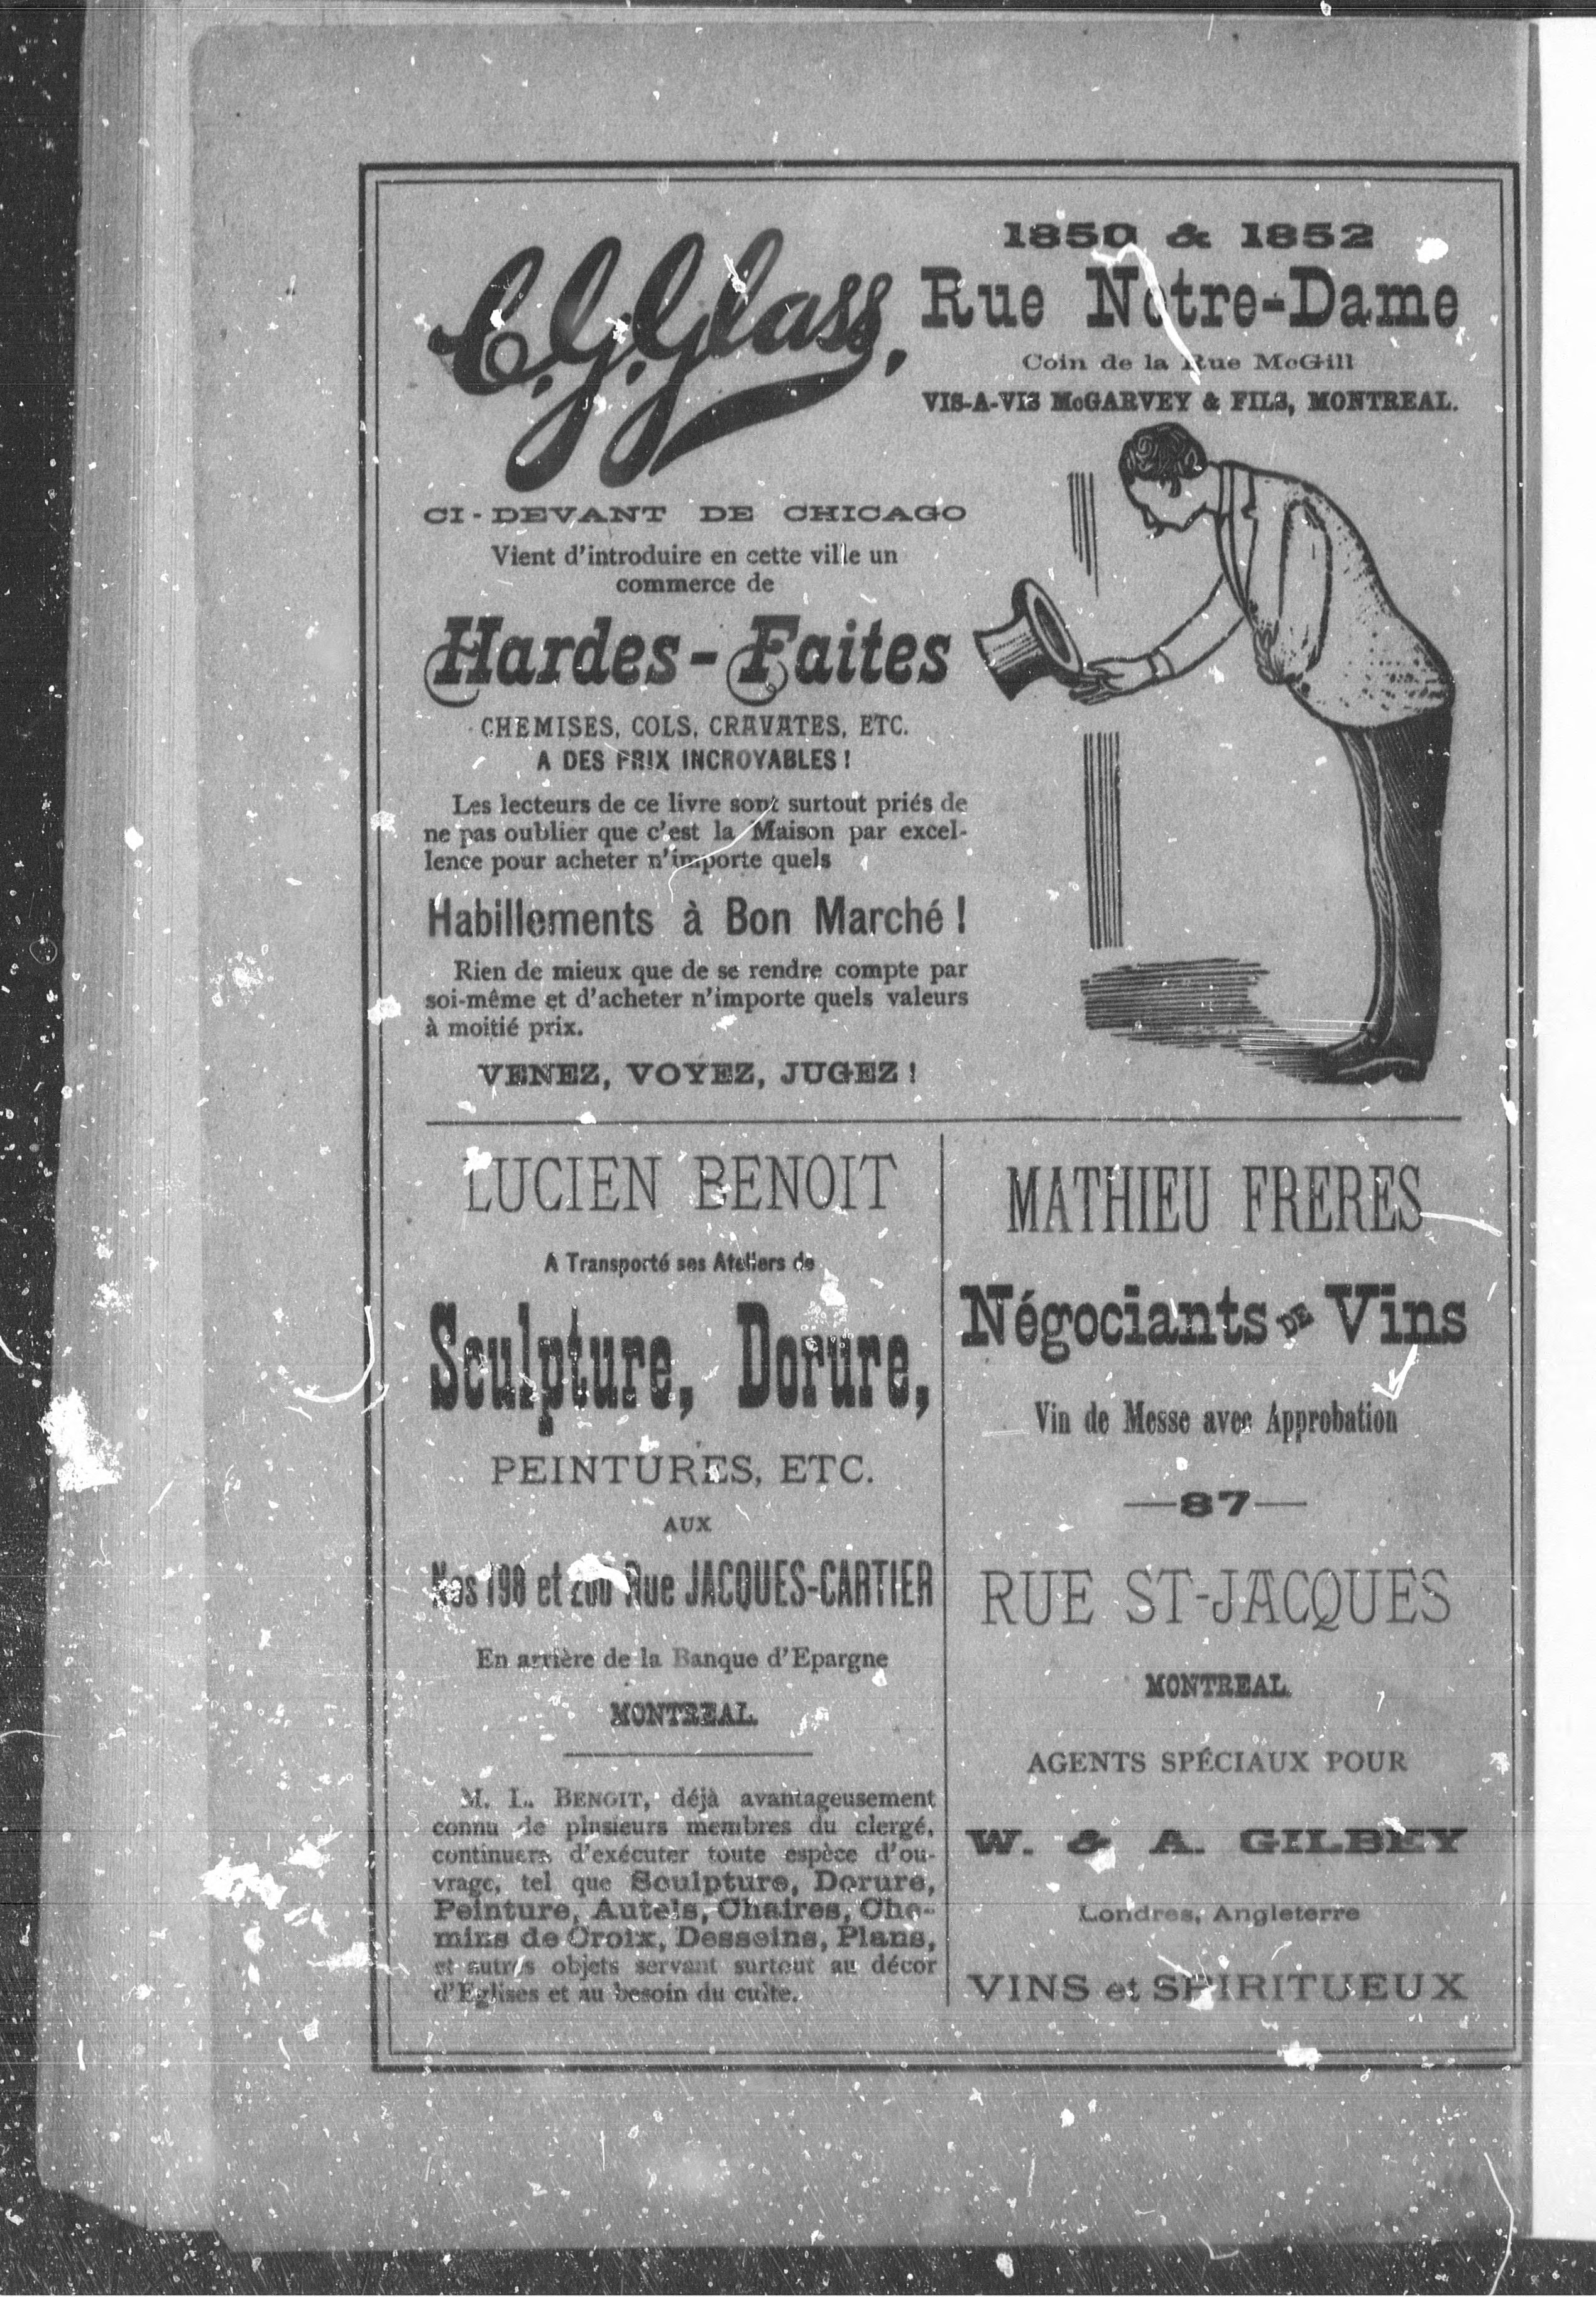 C. G. Glass,
1850 & 1852
Rue Notre-Dame
Coin de la Rue McGill
VIS-A-VIS McGARVEY & FILS, MONTREAL.
CI-DEVANT DE CHICAGO
Vient d'introduire en cette ville un
commerce de
Hardes-Faites
CHEMISES, COLS, CRAVATES, ETC.
A DES PRIX INCROYABLES !
Les lecteurs de ce livre sont surtout priés de
ne pas oublier que c'est la Maison par excel-
lence pour acheter n'importe quels
Habillements à Bon Marché !
Rien de mieux que de se rendre compte par
soi-même et d'acheter n'importe quels valeurs
à moitié prix.
VENEZ, VOYEZ, JUGEZ !
LUCIEN BENOIT
A Transporté ses Ateliers de
Sculpture, Dorure,
PEINTURES, ETC.
AUX
Nos 198 et 200 Rue JACQUES-CARTIER
En arrière de la Banque d'Epargne
MONTREAL
M. L. BENOIT, déjà avantageusement
connu de plusieurs membres du clergé,
continuera d'exécuter toute espèce d'ou-
vrage, tel que Sculpture, Dorure,
Peinture, Autels, Chaires, Che-
mins de Croix, Desseins, Plans,
et autres objets servant surtout au décor
d'Eglises et au besoin du culte.
MATHIEU FRERES
Négociants DE Vins
Vin de Messe avec Approbation
—87—
RUE ST-JACQUES
MONTREAL
AGENTS SPÉCIAUX POUR
W. & A. GILBEY
Londres, Angleterre
VINS et SPIRITUEUX